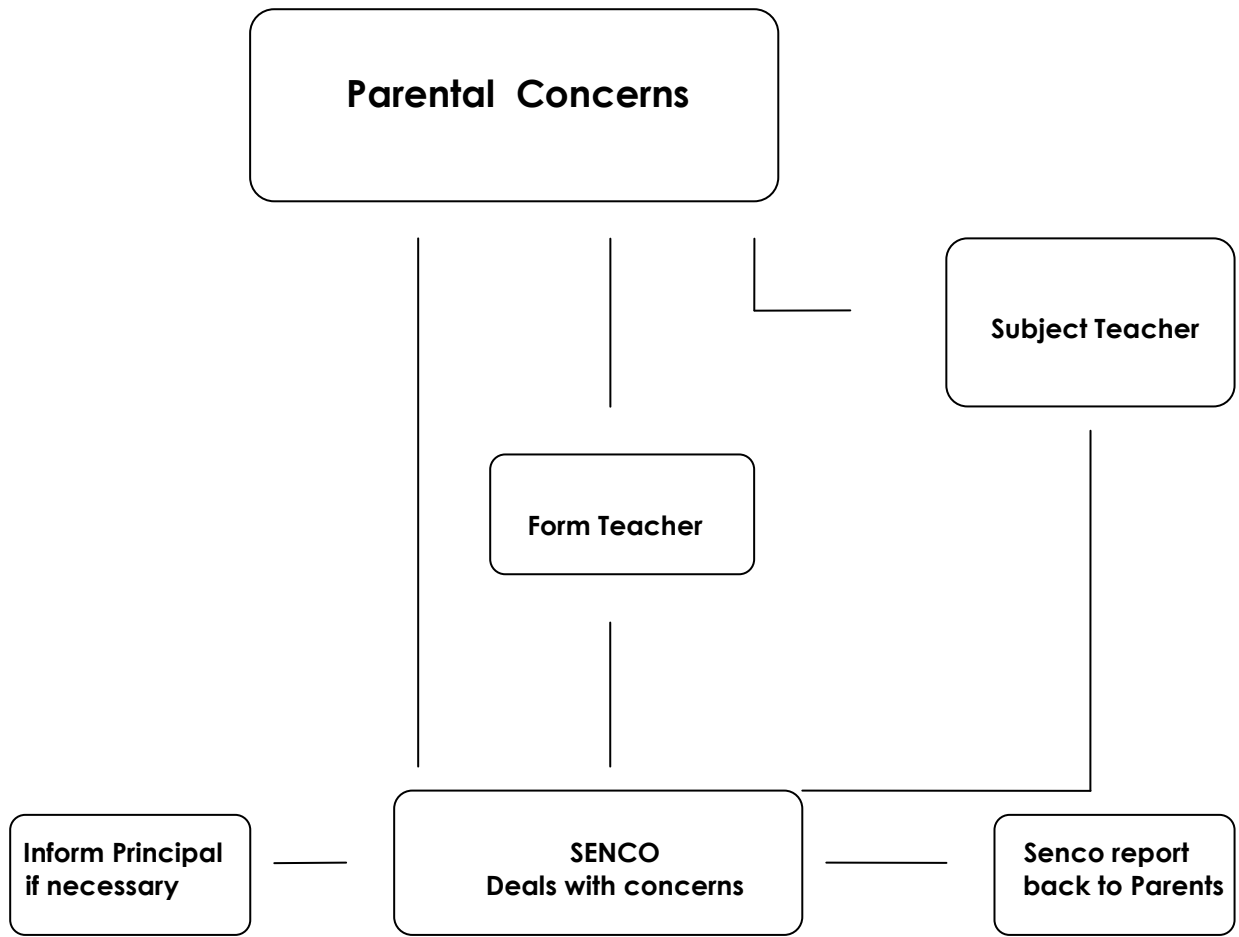 Parental Concerns
Subject Teacher
Form Teacher
Inform Principal
if necessary
SENCO
Deals with concerns
Senco report
back to Parents